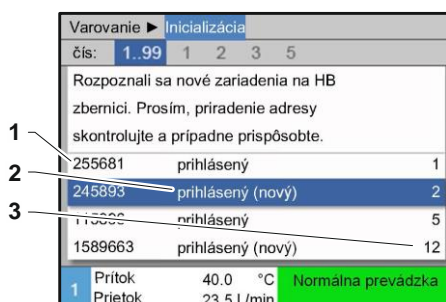 Varovanie ► Inicializácia
čís: 1..99 1 2 3 5
Rozpoznali sa nové zariadenia na HB
zbernici. Prosím, priradenie adresy
skontrolujte a prípadne prispôsobte.
1
255681 prihlásený 1
2
245893 prihlásený (nový) 2
3
prihlásený 5
1589663 prihlásený (nový) 12
1 Prítok 40.0 °C Normálna prevádzka
Prietok 23.5 L/min